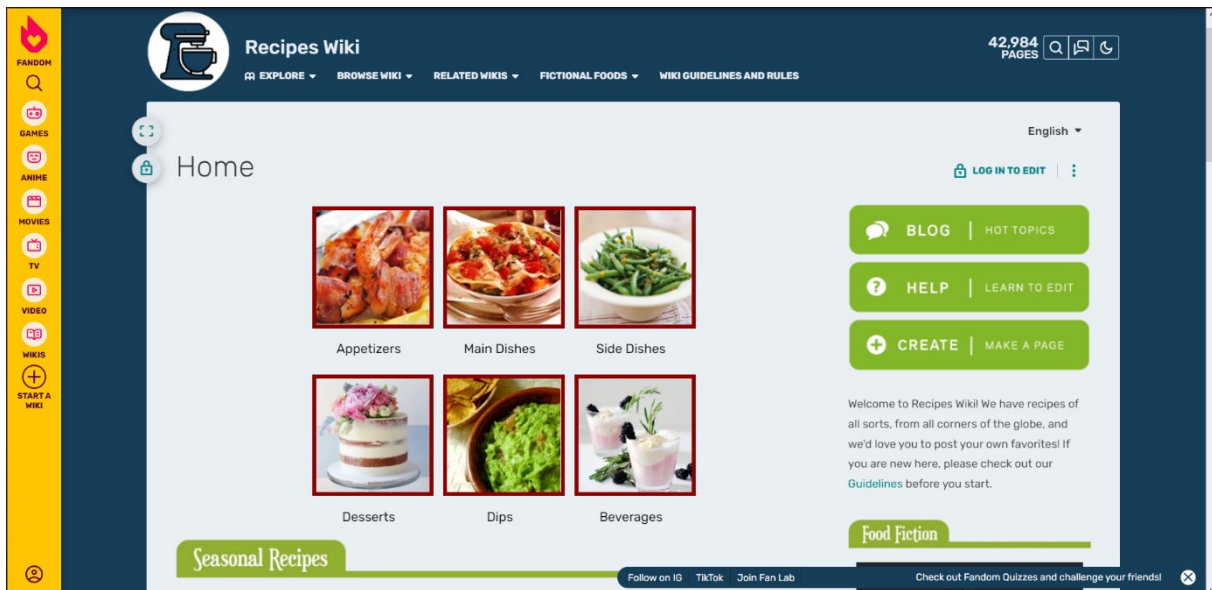 FANDOM
GAMES
ANIME
MOVIES
TV
VIDEO
WIKIS
START A
WIKI
Recipes Wiki
EXPLORE
BROWSE WIKI
RELATED WIKIS
FICTIONAL FOODS
WIKI GUIDELINES AND RULES
42,984
PAGES
English
Home
LOG IN TO EDIT
Appetizers
Main Dishes
Side Dishes
Desserts
Dips
Beverages
Seasonal Recipes
BLOG | HOT TOPICS
HELP | LEARN TO EDIT
CREATE | MAKE A PAGE
Welcome to Recipes Wiki! We have recipes of
all sorts, from all corners of the globe, and
we'd love you to post your own favorites! If
you are new here, please check out our
Guidelines before you start.
Food Fiction
Follow on IG
TikTok
Join Fan Lab
Check out Fandom Quizzes and challenge your friends!